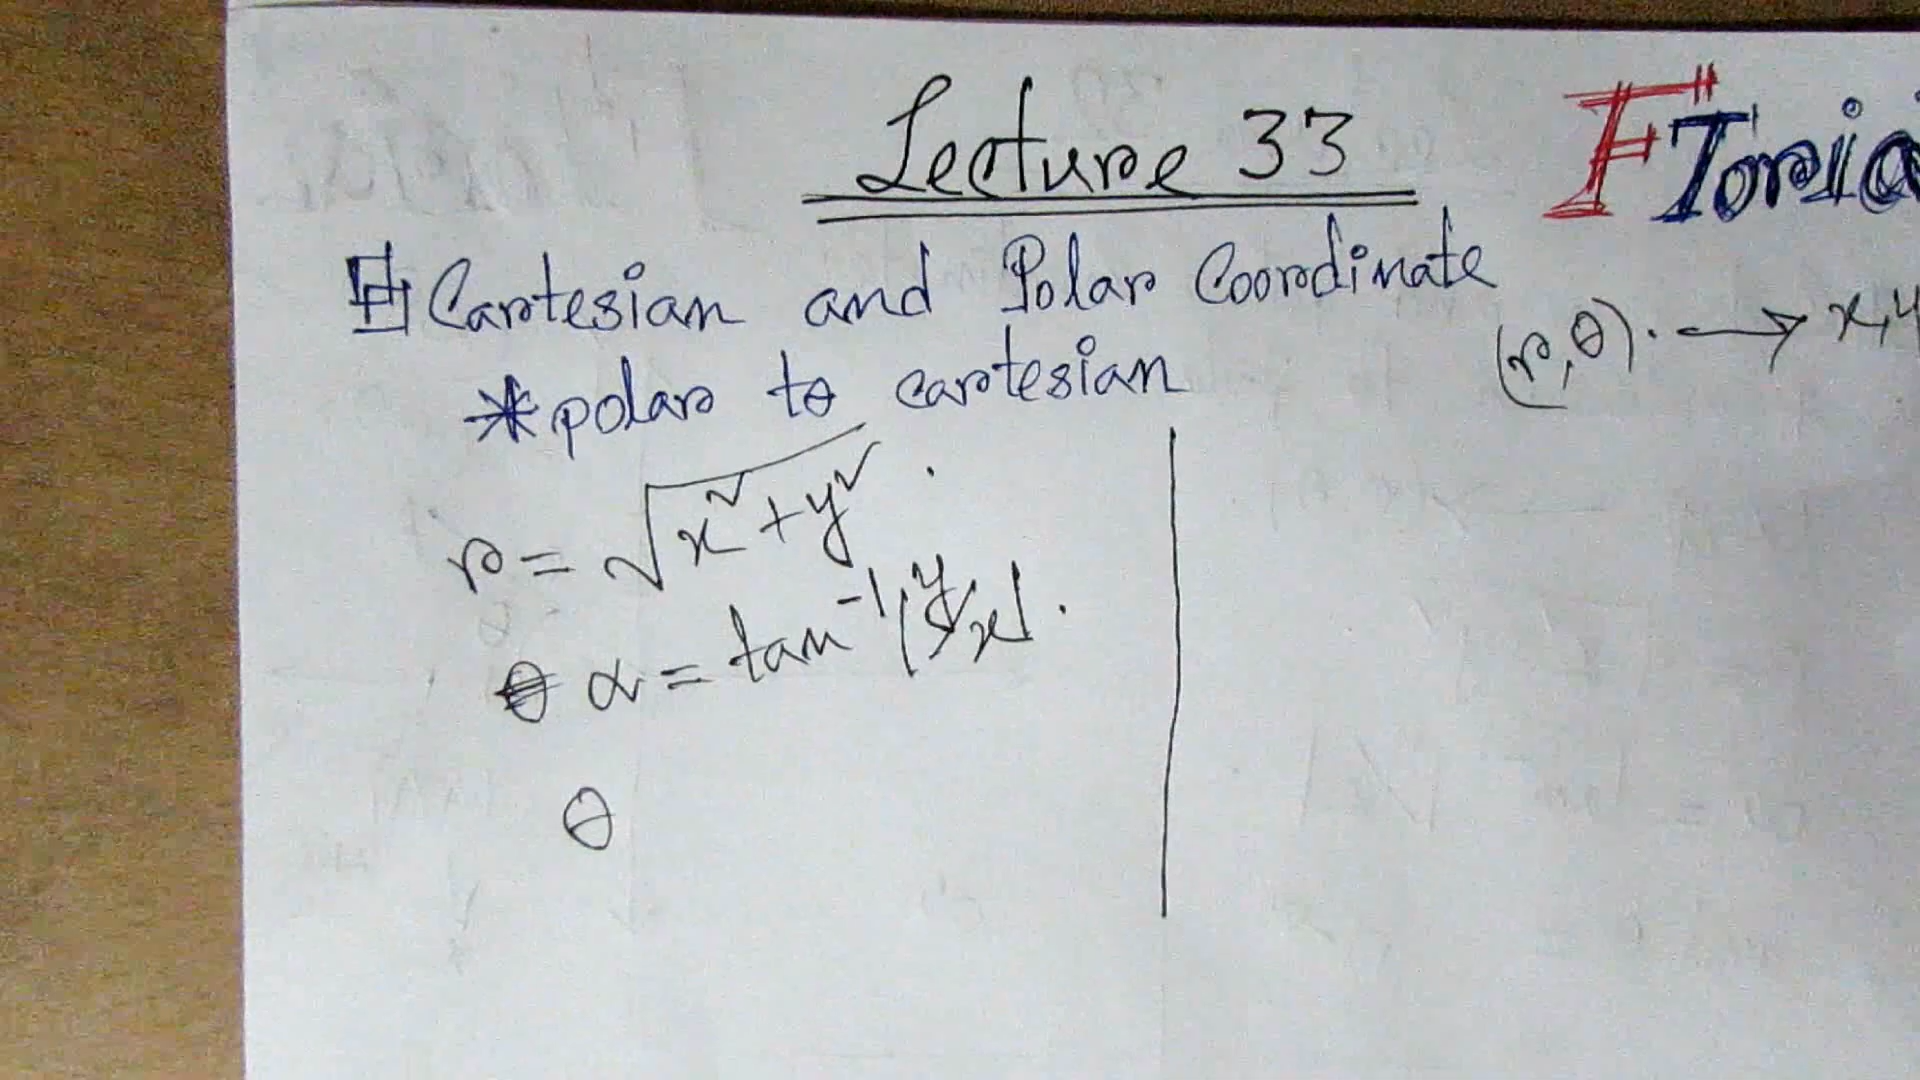 Lecture 33
FToria
Cartesian and Polar Coordinate
(r,θ). → x,y
* polar to cartesian
r = √x²+y² .
θ α = tan⁻¹|y/x| .
θ